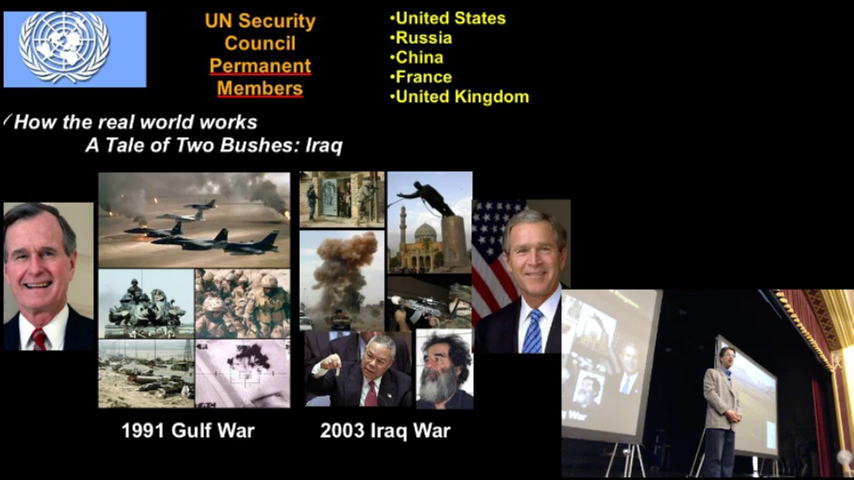 UN Security
Council
Permanent
Members
•United States
•Russia
•China
•France
•United Kingdom
✓How the real world works
A Tale of Two Bushes: Iraq
1991 Gulf War
2003 Iraq War